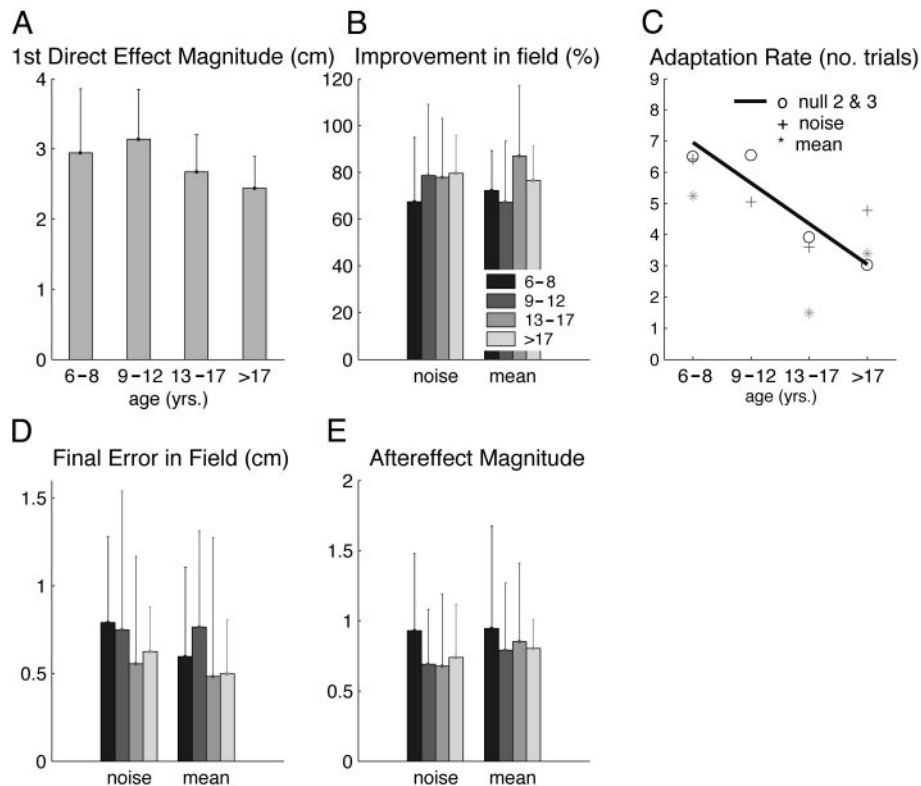 A
1st Direct Effect Magnitude (cm)
4
3
2
1
0
6-8 9-12 13-17 >17
age (yrs.)
B
Improvement in field (%)
120
100
80
60
40
20
0
6-8
9-12
13-17
>17
noise mean
C
Adaptation Rate (no. trials)
9
8
7
6
5
4
3
2
1
0
o null 2 & 3
+ noise
* mean
6-8 9-12 13-17 >17
age (yrs.)
D
Final Error in Field (cm)
1.5
1
0.5
0
noise mean
E
Aftereffect Magnitude
2
1.5
1
0.5
0
noise mean